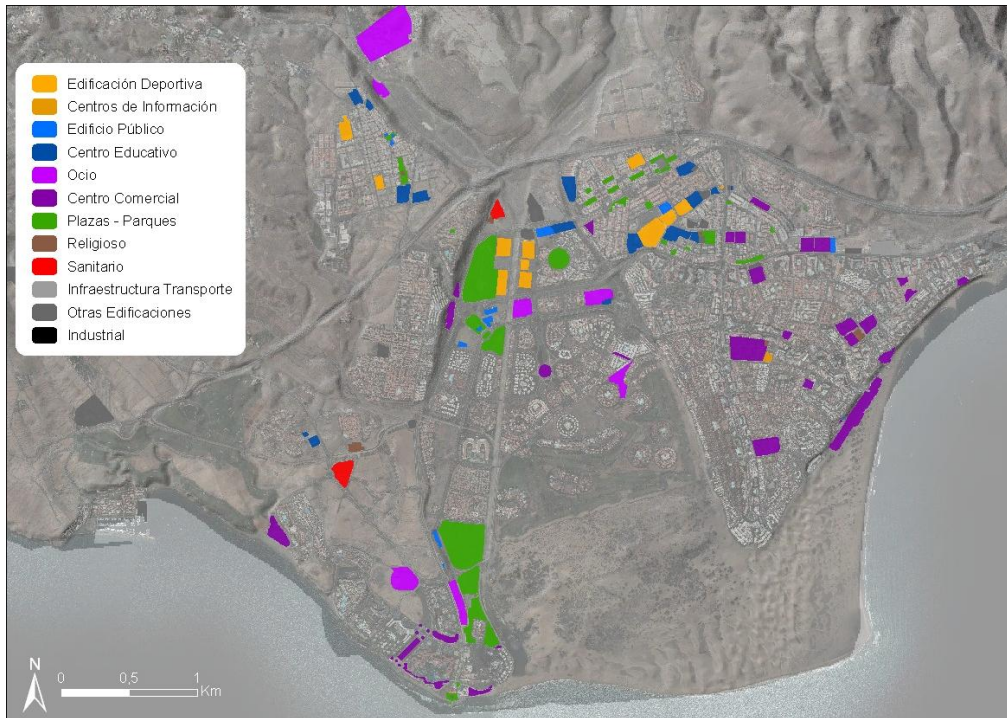 Edificación Deportiva
Centros de Información
Edificio Público
Centro Educativo
Ocio
Centro Comercial
Plazas - Parques
Religioso
Sanitario
Infraestructura Transporte
Otras Edificaciones
Industrial
N
0 0,5 1
Km